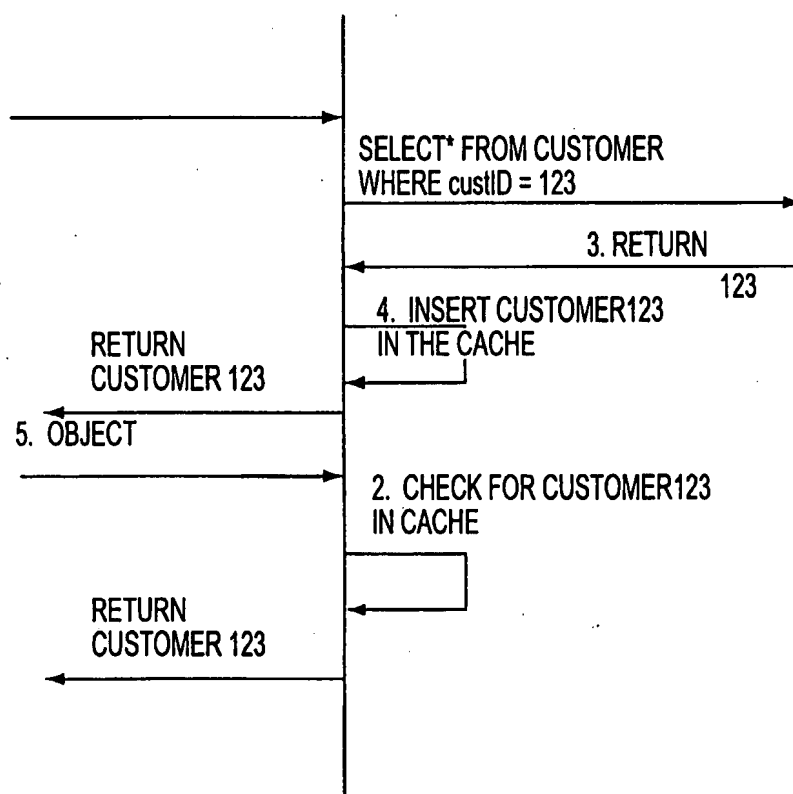 SELECT* FROM CUSTOMER
WHERE custID = 123
3. RETURN
123
4. INSERT CUSTOMER123
IN THE CACHE
RETURN
CUSTOMER 123
5. OBJECT
2. CHECK FOR CUSTOMER123
IN CACHE
RETURN
CUSTOMER 123